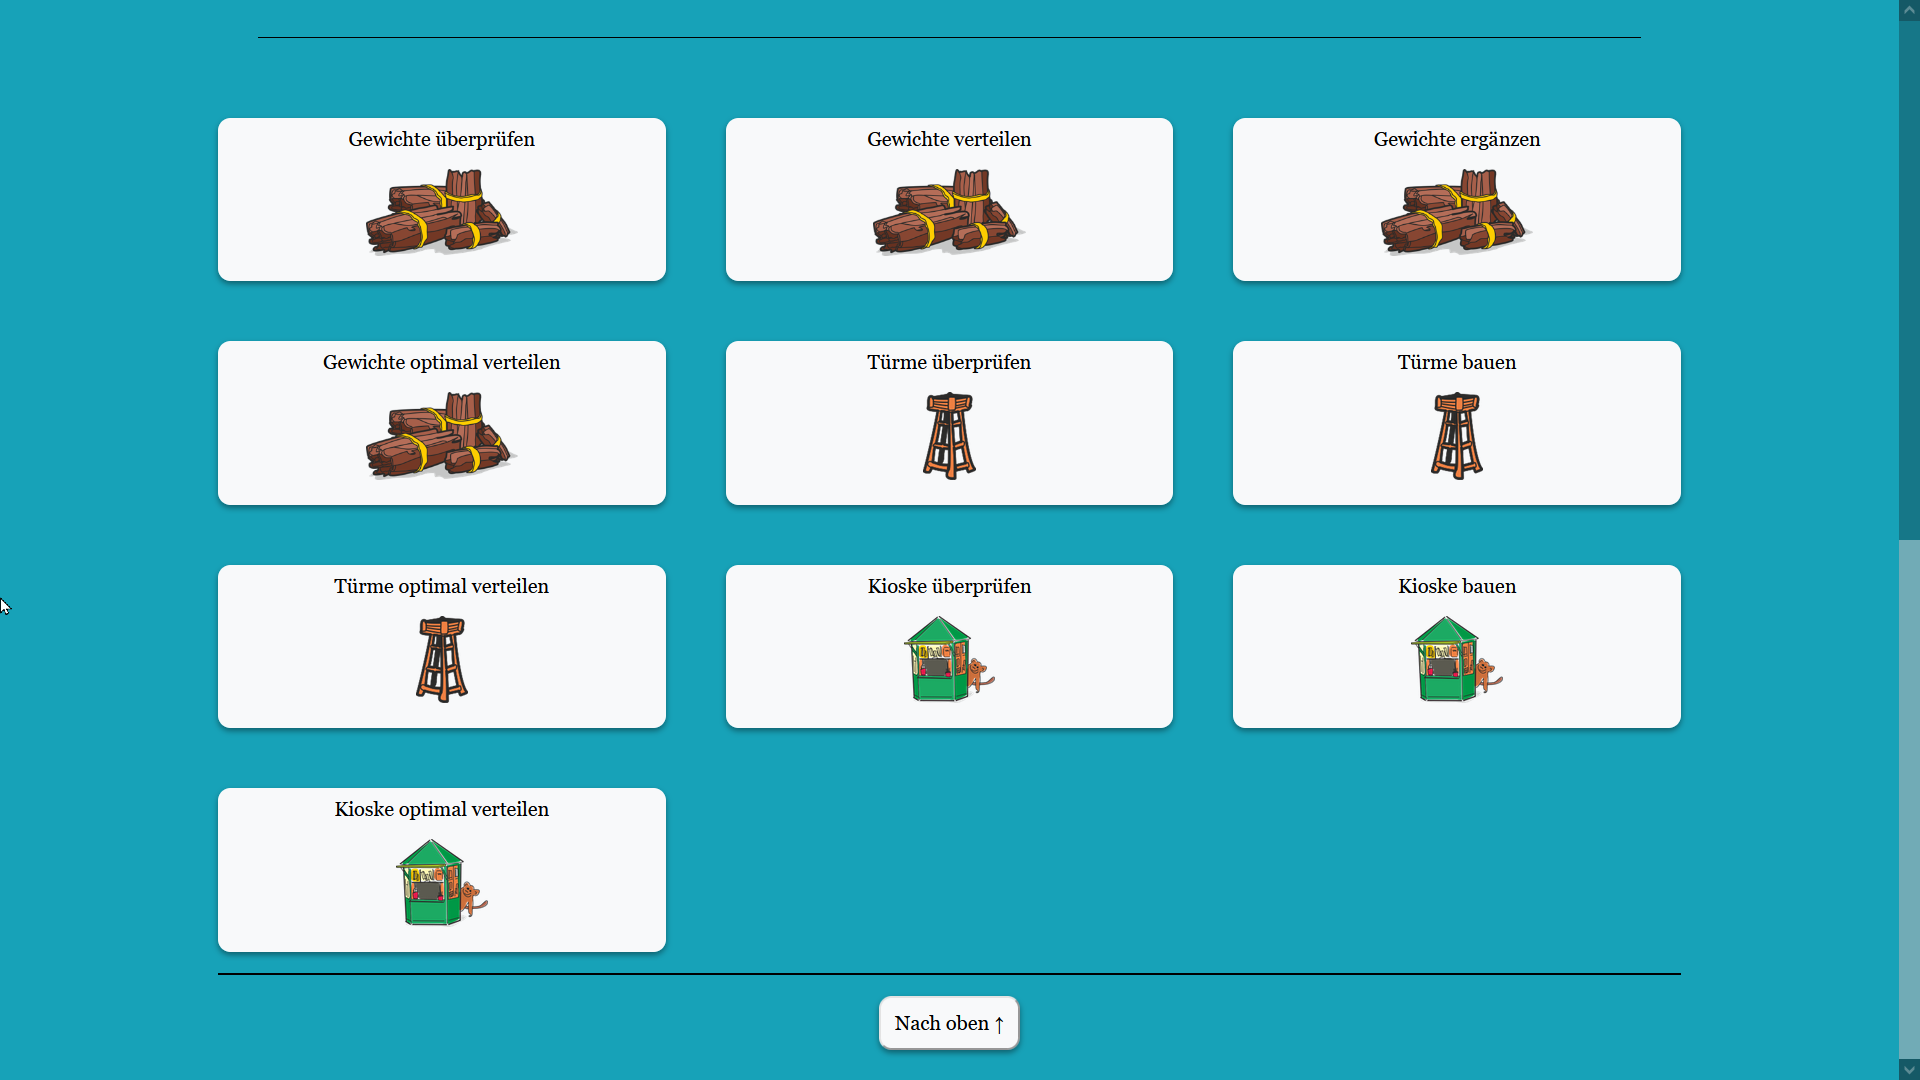 Gewichte überprüfen
Gewichte verteilen
Gewichte ergänzen
Gewichte optimal verteilen
Türme überprüfen
Türme bauen
Türme optimal verteilen
Kioske überprüfen
Kioske bauen
Kioske optimal verteilen
Nach oben ↑